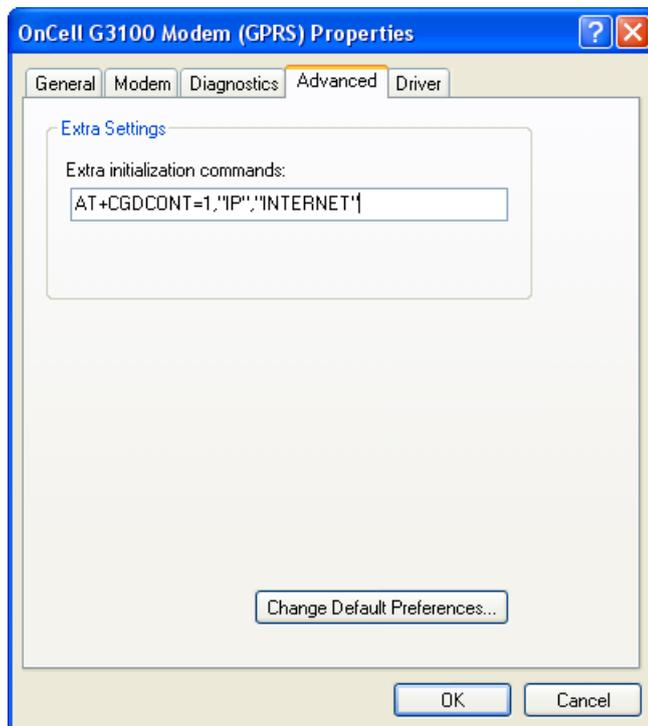 OnCell G3100 Modem (GPRS) Properties
General Modem Diagnostics Advanced Driver
Extra Settings
Extra initialization commands:
AT+CGDCONT=1,"IP","INTERNET"
Change Default Preferences...
OK Cancel